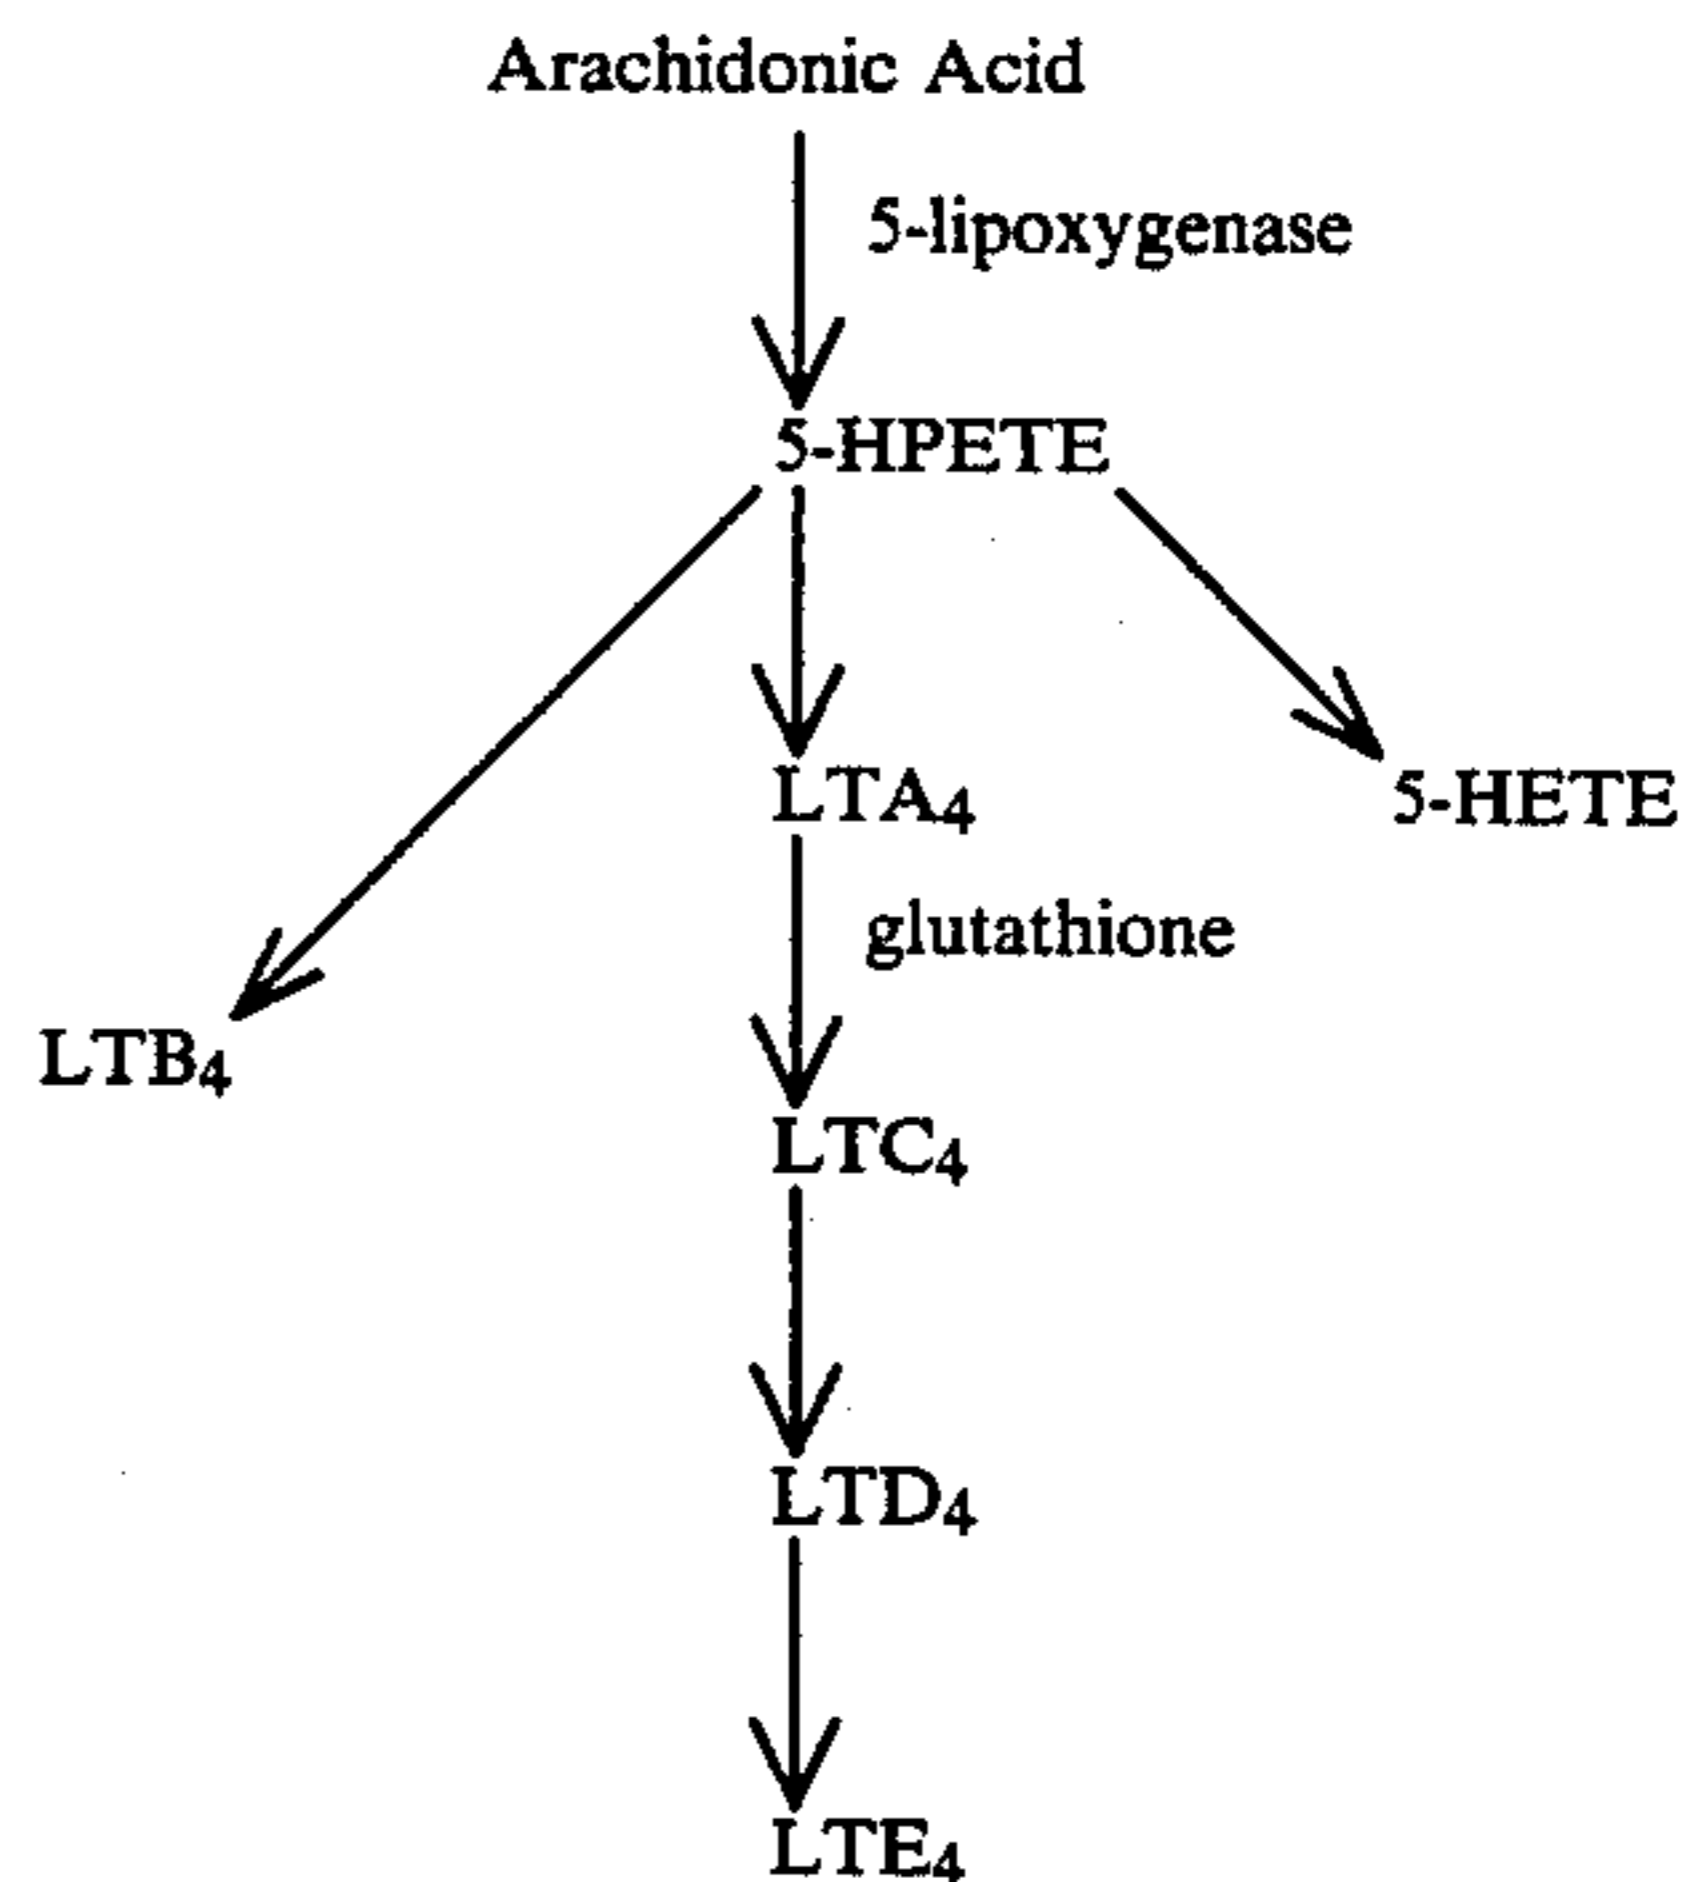 Arachidonic Acid
5-lipoxygenase
5-HPETE
LTA4
5-HETE
glutathione
LTB4
LTC4
LTD4
LTE4